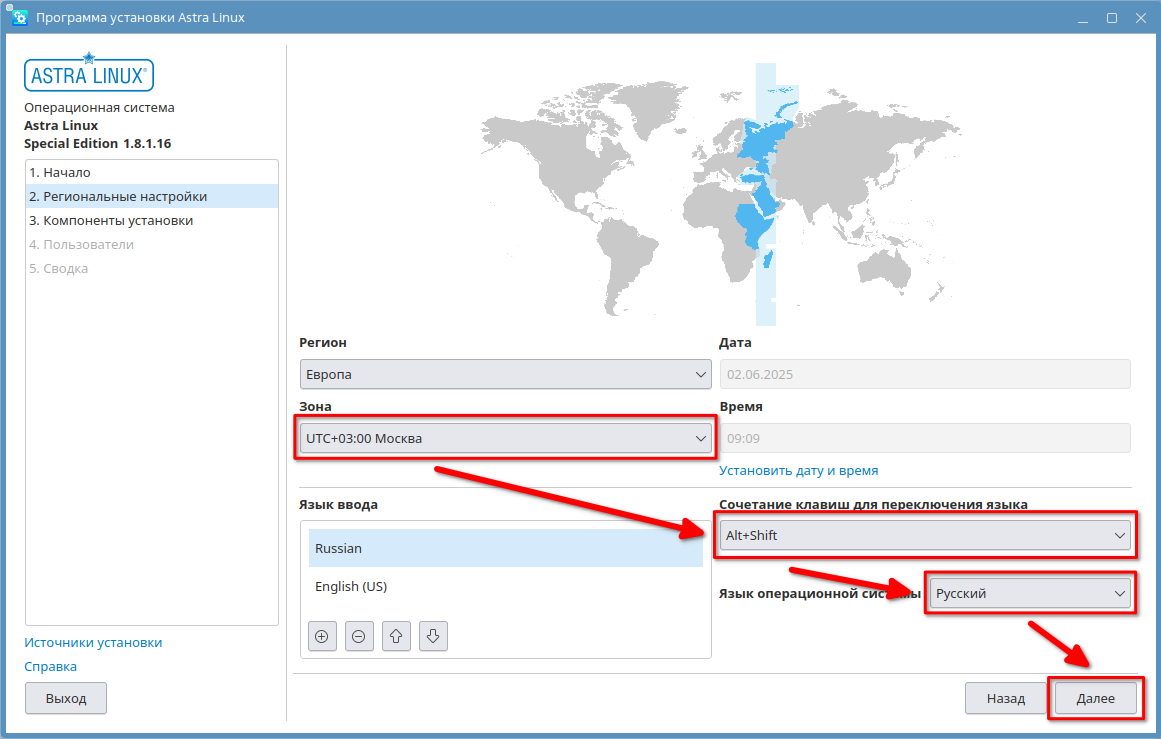 Программа установки Astra Linux
ASTRA LINUX®
Операционная система
Astra Linux
Special Edition 1.8.1.16
1. Начало
2. Региональные настройки
3. Компоненты установки
4. Пользователи
5. Сводка
Источники установки
Справка
Выход
Регион
Европа
Дата
02.06.2025
Зона
UTC+03:00 Москва
Время
09:09
Установить дату и время
Язык ввода
Russian
English (US)
Сочетание клавиш для переключения языка
Alt+Shift
Язык операционной системы
Русский
Назад
Далее